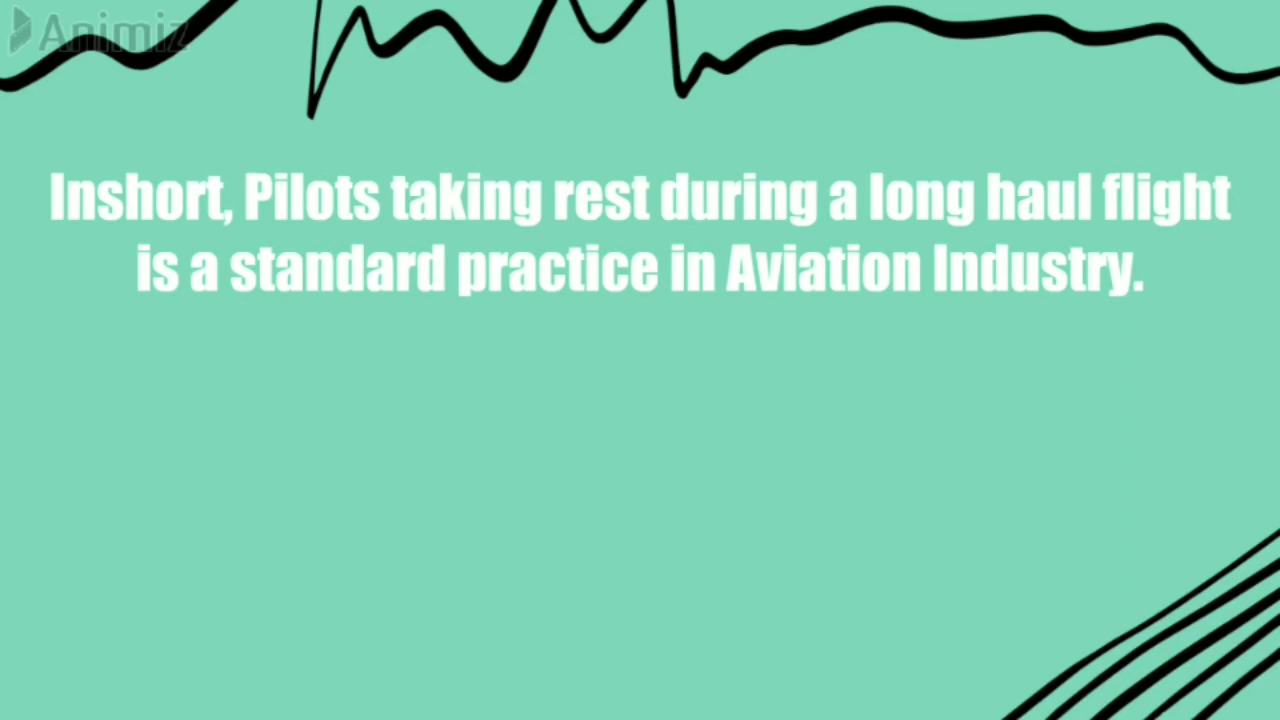 Animiz
Inshort, Pilots taking rest during a long haul flight
is a standard practice in Aviation Industry.